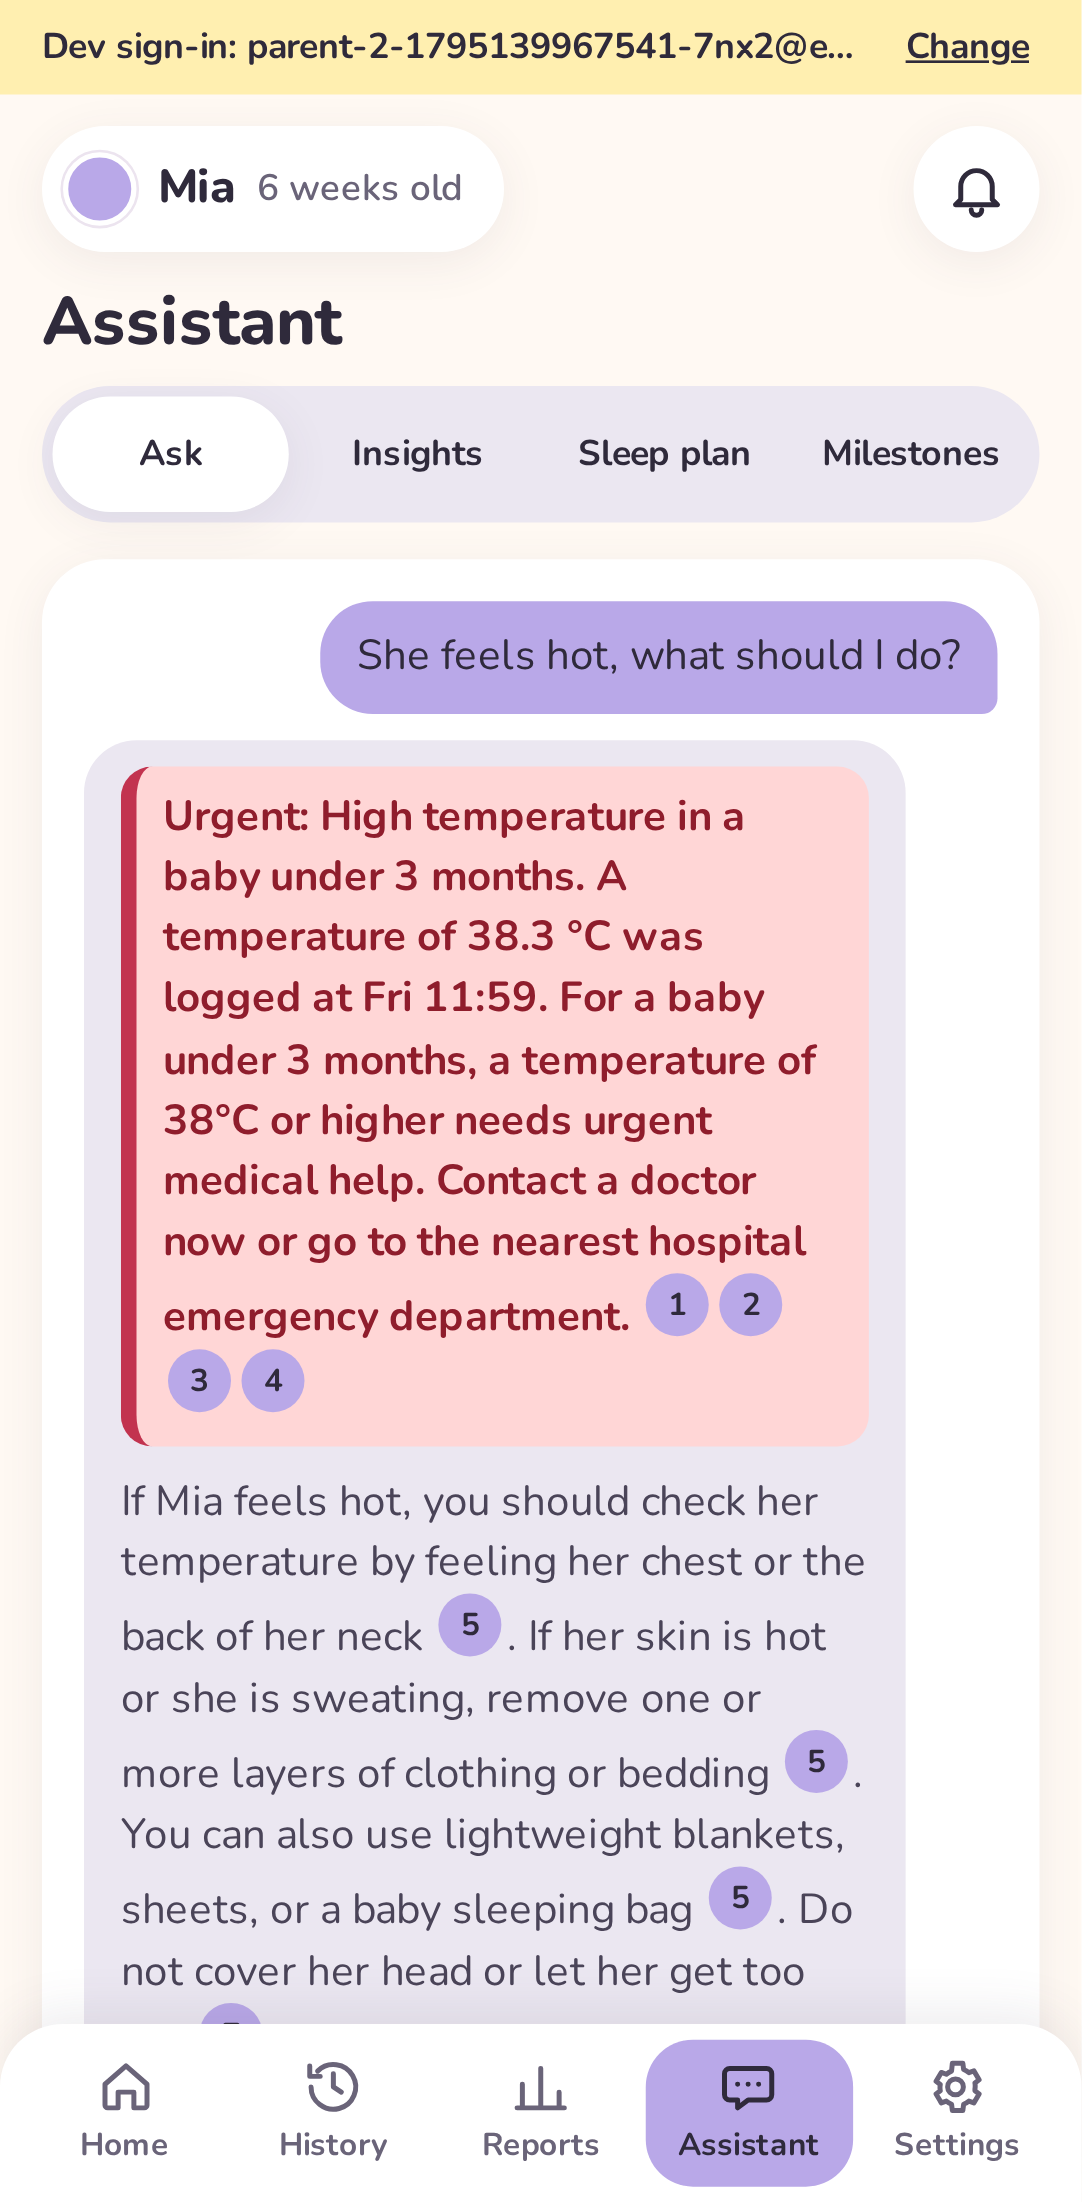 Dev sign-in: parent-2-1795139967541-7nx2@e... Change
Mia 6 weeks old
Assistant
Ask Insights Sleep plan Milestones
She feels hot, what should I do?
Urgent: High temperature in a
baby under 3 months. A
temperature of 38.3 °C was
logged at Fri 11:59. For a baby
under 3 months, a temperature of
38°C or higher needs urgent
medical help. Contact a doctor
now or go to the nearest hospital
emergency department. 1 2
3 4
If Mia feels hot, you should check her
temperature by feeling her chest or the
back of her neck 5 . If her skin is hot
or she is sweating, remove one or
more layers of clothing or bedding 5 .
You can also use lightweight blankets,
sheets, or a baby sleeping bag 5 . Do
not cover her head or let her get too
Home History Reports Assistant Settings